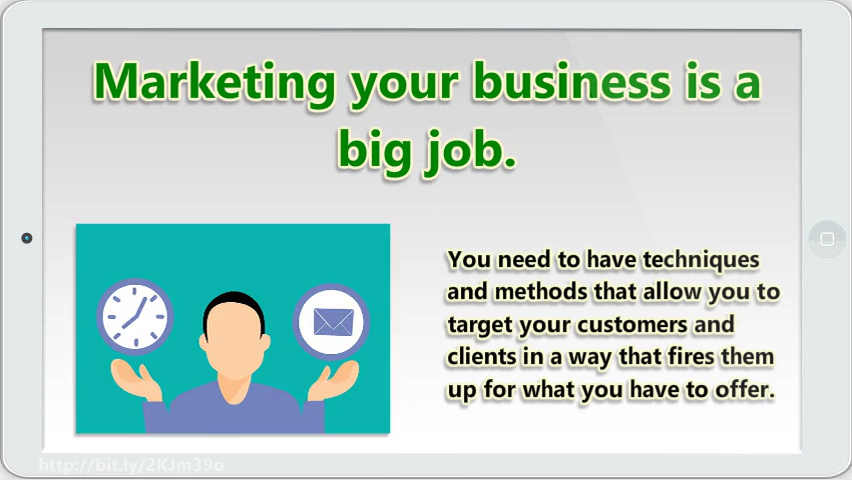 Marketing your business is a
big job.
You need to have techniques
and methods that allow you to
target your customers and
clients in a way that fires them
up for what you have to offer.
http://bit.ly/2KJm39o